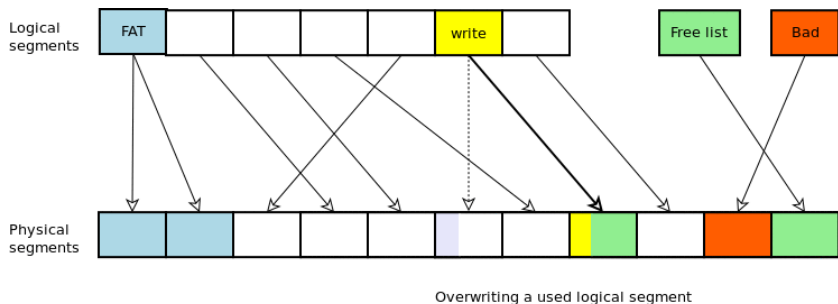 Logical
segments
FAT
write
Free list
Bad
Physical
segments
Overwriting a used logical segment